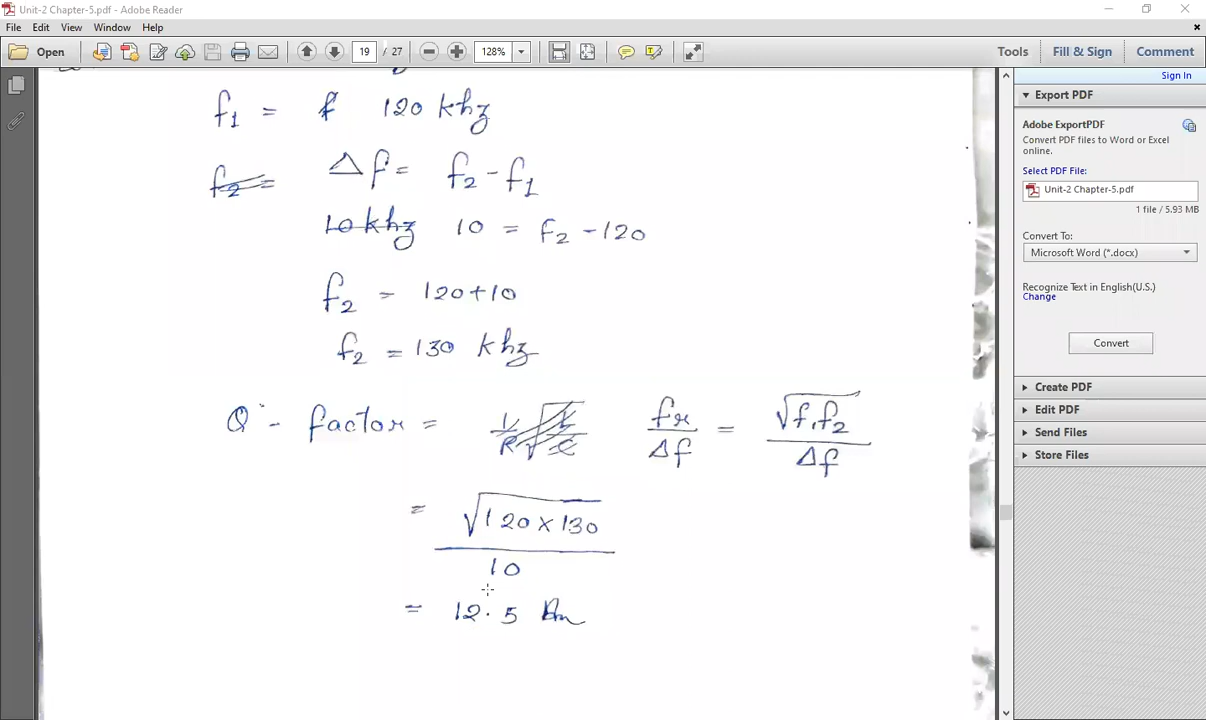 Unit-2 Chapter-5.pdf - Adobe Reader
File Edit View Window Help
Open 19 / 27 128% Tools Fill & Sign Comment
Sign In
Export PDF
Adobe ExportPDF
Convert PDF files to Word or Excel
online.
Select PDF File:
Unit-2 Chapter-5.pdf
1 file / 5.93 MB
Convert To:
Microsoft Word (*.docx)
Recognize Text in English(U.S.)
Change
Convert
Create PDF
Edit PDF
Send Files
Store Files
f1 = 120 khz
f2 = Δf = f2 - f1
10 khz 10 = f2 - 120
f2 = 120+10
f2 = 130 khz
Q - factor = 1/R √L/C fr/Δf = √f1f2/Δf
= √120 × 130
10
= 12.5